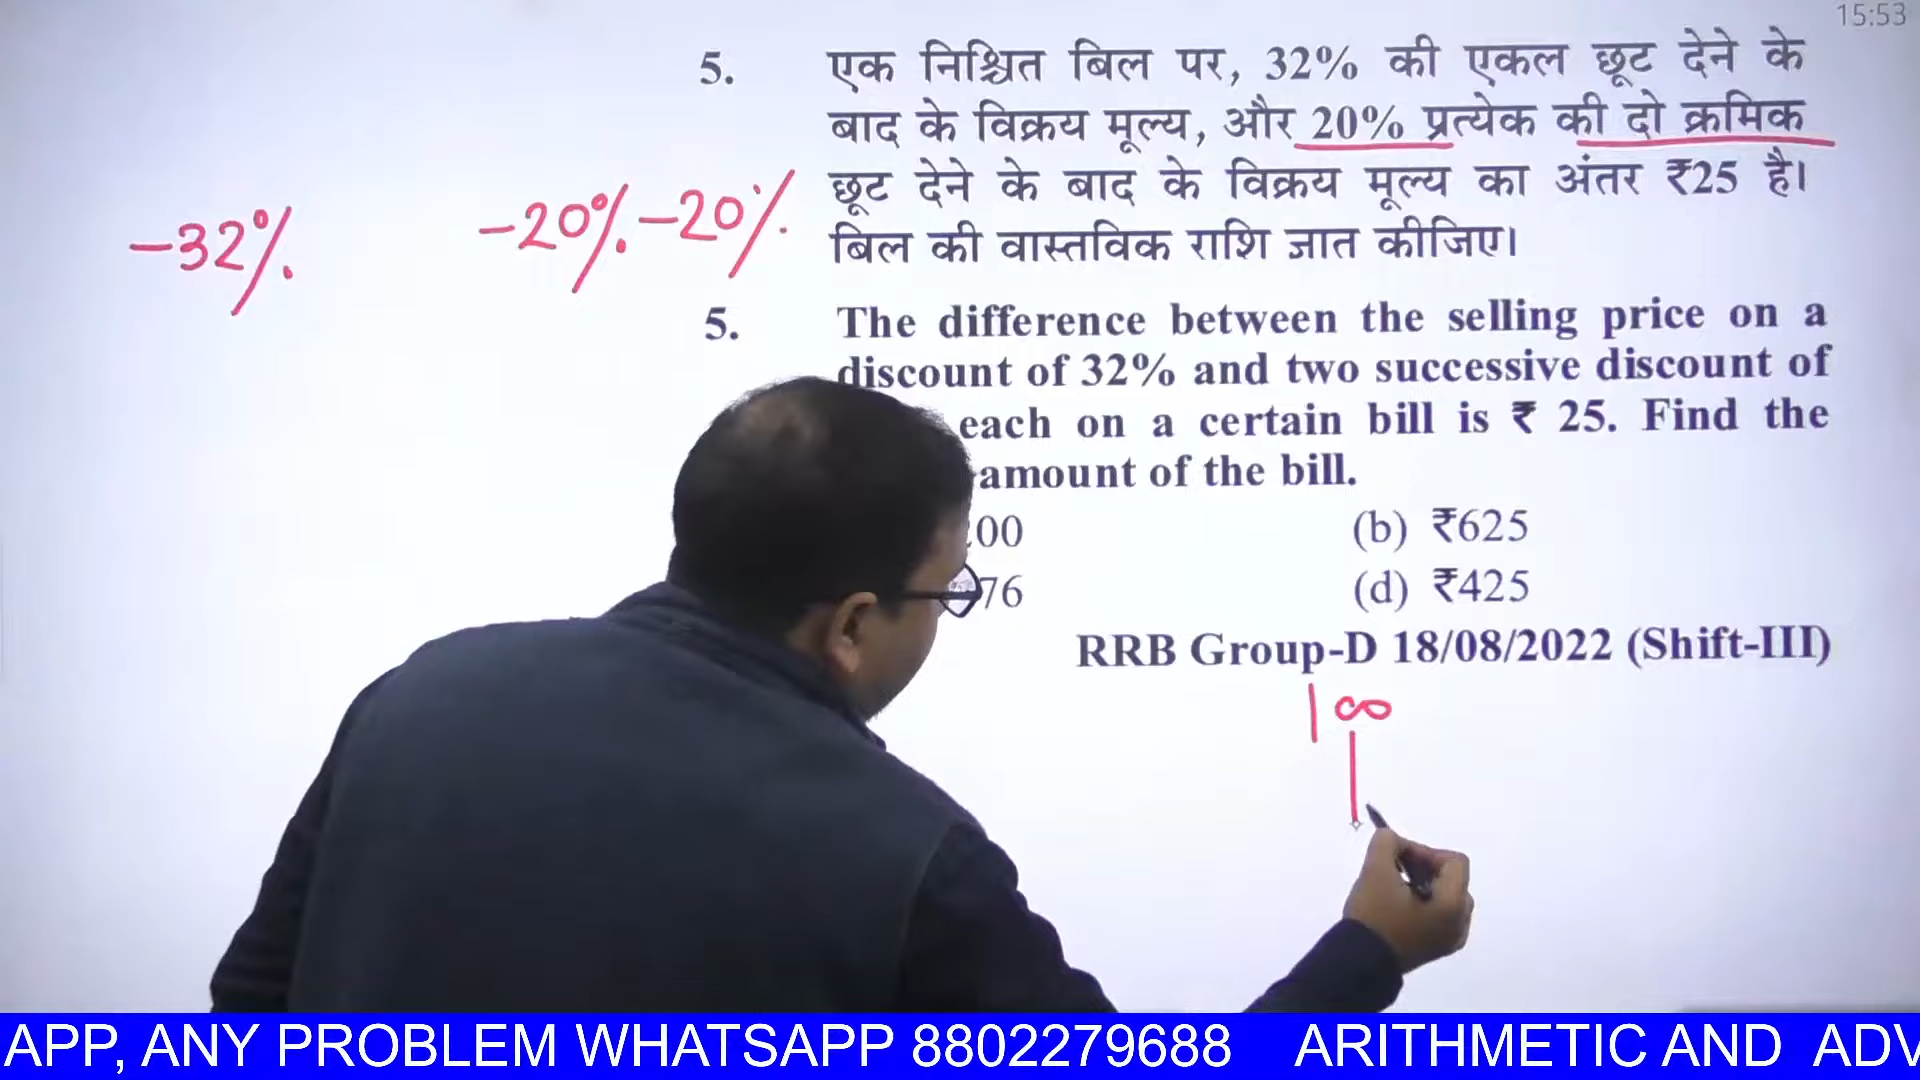 15:53
5. एक निश्चित बिल पर, 32% की एकल छूट देने के
बाद के विक्रय मूल्य, और 20% प्रत्येक की दो क्रमिक
छूट देने के बाद के विक्रय मूल्य का अंतर ₹25 है।
बिल की वास्तविक राशि ज्ञात कीजिए।
-32%
-20% -20%
5. The difference between the selling price on a
discount of 32% and two successive discount of
each on a certain bill is ₹ 25. Find the
amount of the bill.
00 (b) ₹625
76 (d) ₹425
RRB Group-D 18/08/2022 (Shift-III)
100
APP, ANY PROBLEM WHATSAPP 8802279688 ARITHMETIC AND ADV